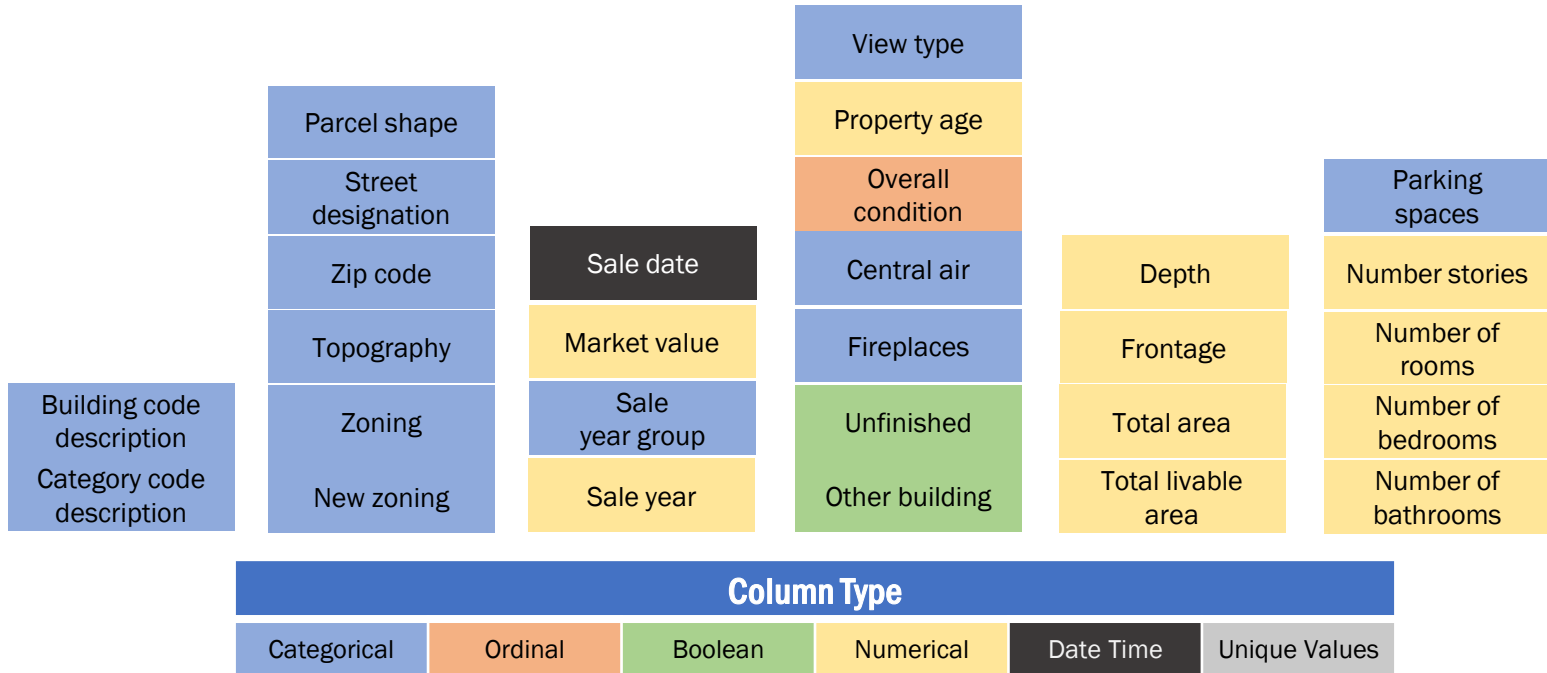 View type
Parcel shape
Property age
Street
designation
Overall
condition
Parking
spaces
Zip code
Sale date
Central air
Depth
Number stories
Topography
Market value
Fireplaces
Frontage
Number of
rooms
Building code
description
Zoning
Sale
year group
Unfinished
Total area
Number of
bedrooms
Category code
description
New zoning
Sale year
Other building
Total livable
area
Number of
bathrooms
Column Type
Categorical
Ordinal
Boolean
Numerical
Date Time
Unique Values